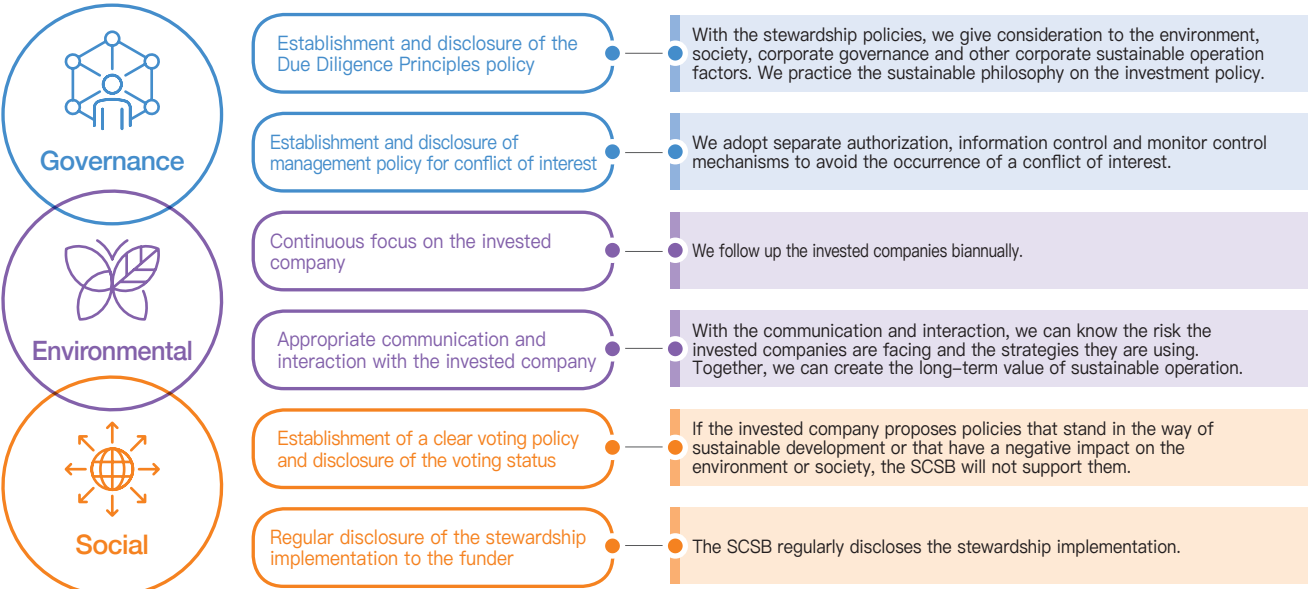 Governance
Establishment and disclosure of the
Due Diligence Principles policy
With the stewardship policies, we give consideration to the environment,
society, corporate governance and other corporate sustainable operation
factors. We practice the sustainable philosophy on the investment policy.
Establishment and disclosure of
management policy for conflict of interest
We adopt separate authorization, information control and monitor control
mechanisms to avoid the occurrence of a conflict of interest.
Environmental
Continuous focus on the invested
company
We follow up the invested companies biannually.
Appropriate communication and
interaction with the invested company
With the communication and interaction, we can know the risk the
invested companies are facing and the strategies they are using.
Together, we can create the long-term value of sustainable operation.
Social
Establishment of a clear voting policy
and disclosure of the voting status
If the invested company proposes policies that stand in the way of
sustainable development or that have a negative impact on the
environment or society, the SCSB will not support them.
Regular disclosure of the stewardship
implementation to the funder
The SCSB regularly discloses the stewardship implementation.